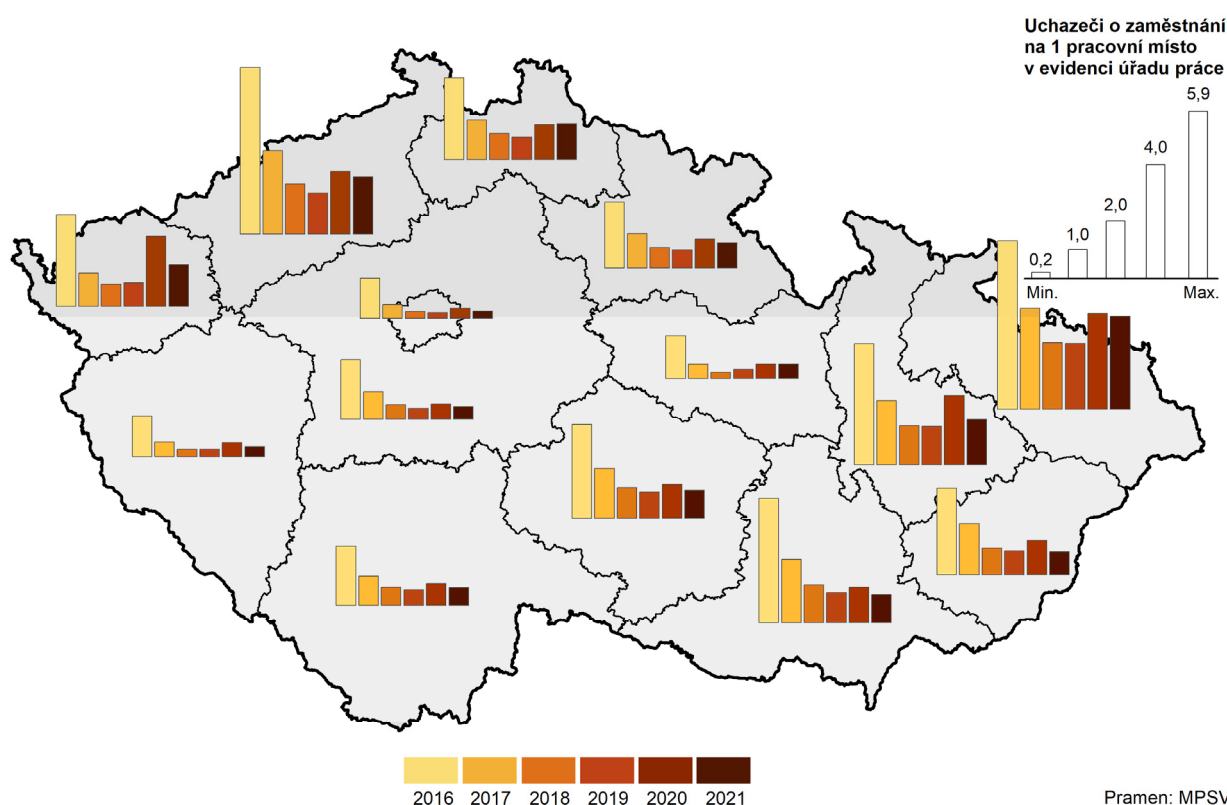 Uchazeči o zaměstnání
na 1 pracovní místo
v evidenci úřadu práce
5,9
4,0
2,0
1,0
0,2
Min. Max.
2016 2017 2018 2019 2020 2021
Pramen: MPSV